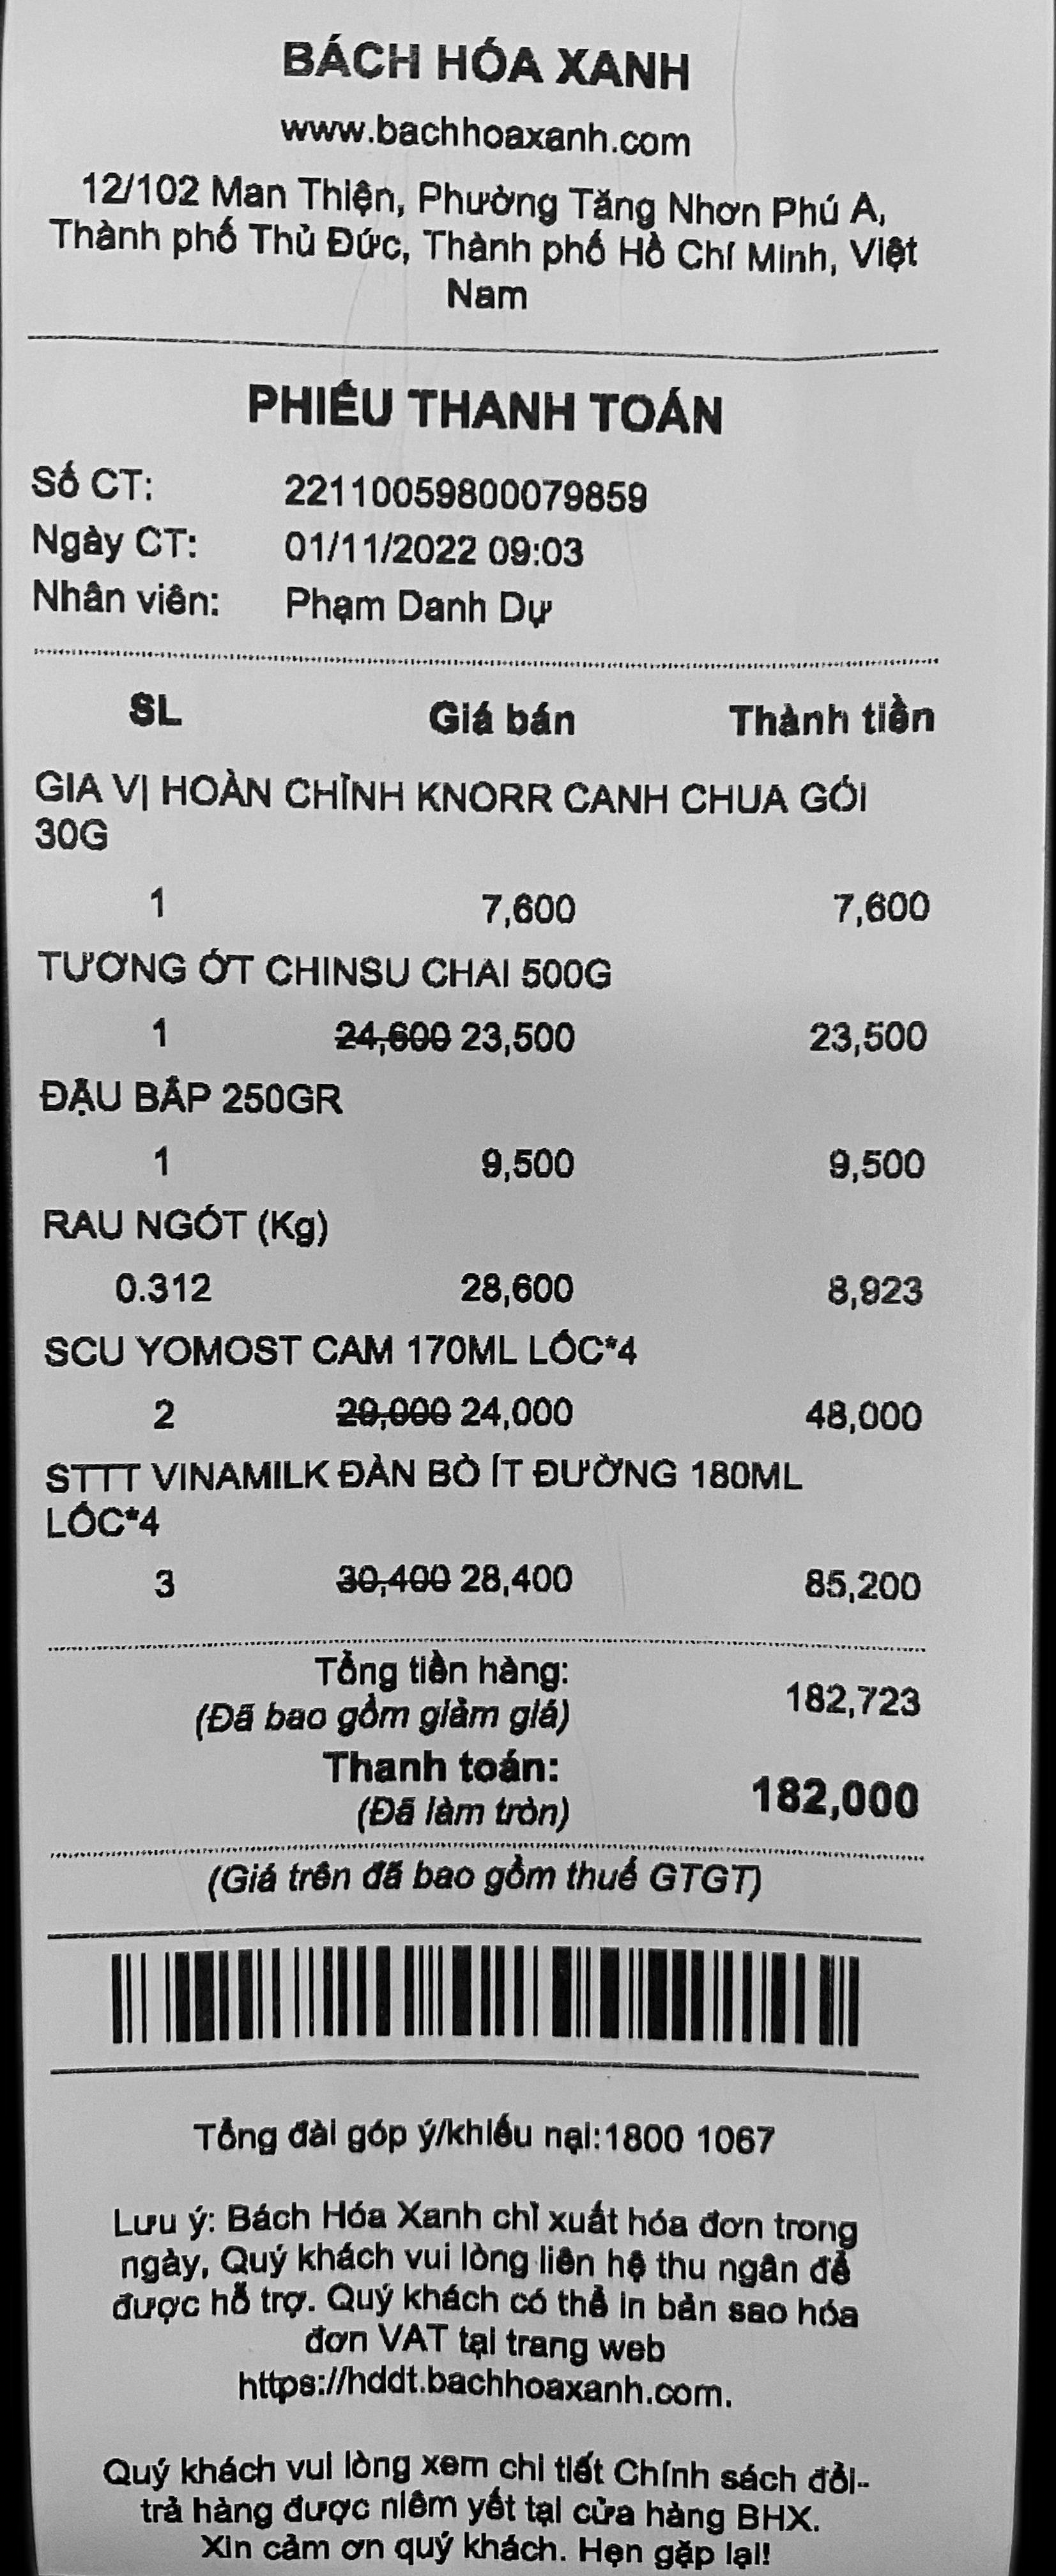 BÁCH HÓA XANH
www.bachhoaxanh.com
12/102 Man Thiện, Phường Tăng Nhơn Phú A,
Thành phố Thủ Đức, Thành phố Hồ Chí Minh, Việt
Nam
PHIẾU THANH TOÁN
Số CT: 22110059800079859
Ngày CT: 01/11/2022 09:03
Nhân viên: Phạm Danh Dự
SL Giá bán Thành tiền
GIA VỊ HOÀN CHỈNH KNORR CANH CHUA GÓI
30G
1 7,600 7,600
TƯƠNG ỚT CHINSU CHAI 500G
1 24,600 23,500 23,500
ĐẬU BẮP 250GR
1 9,500 9,500
RAU NGÓT (Kg)
0.312 28,600 8,923
SCU YOMOST CAM 170ML LỐC*4
2 29,000 24,000 48,000
STTT VINAMILK ĐÀN BÒ ÍT ĐƯỜNG 180ML
LỐC*4
3 30,400 28,400 85,200
Tổng tiền hàng: 182,723
(Đã bao gồm giảm giá)
Thanh toán: 182,000
(Đã làm tròn)
(Giá trên đã bao gồm thuế GTGT)
Tổng đài góp ý/khiếu nại:1800 1067
Lưu ý: Bách Hóa Xanh chỉ xuất hóa đơn trong
ngày, Quý khách vui lòng liên hệ thu ngân để
được hỗ trợ. Quý khách có thể in bản sao hóa
đơn VAT tại trang web
https://hddt.bachhoaxanh.com.
Quý khách vui lòng xem chi tiết Chính sách đổi-
trả hàng được niêm yết tại cửa hàng BHX.
Xin cảm ơn quý khách. Hẹn gặp lại!